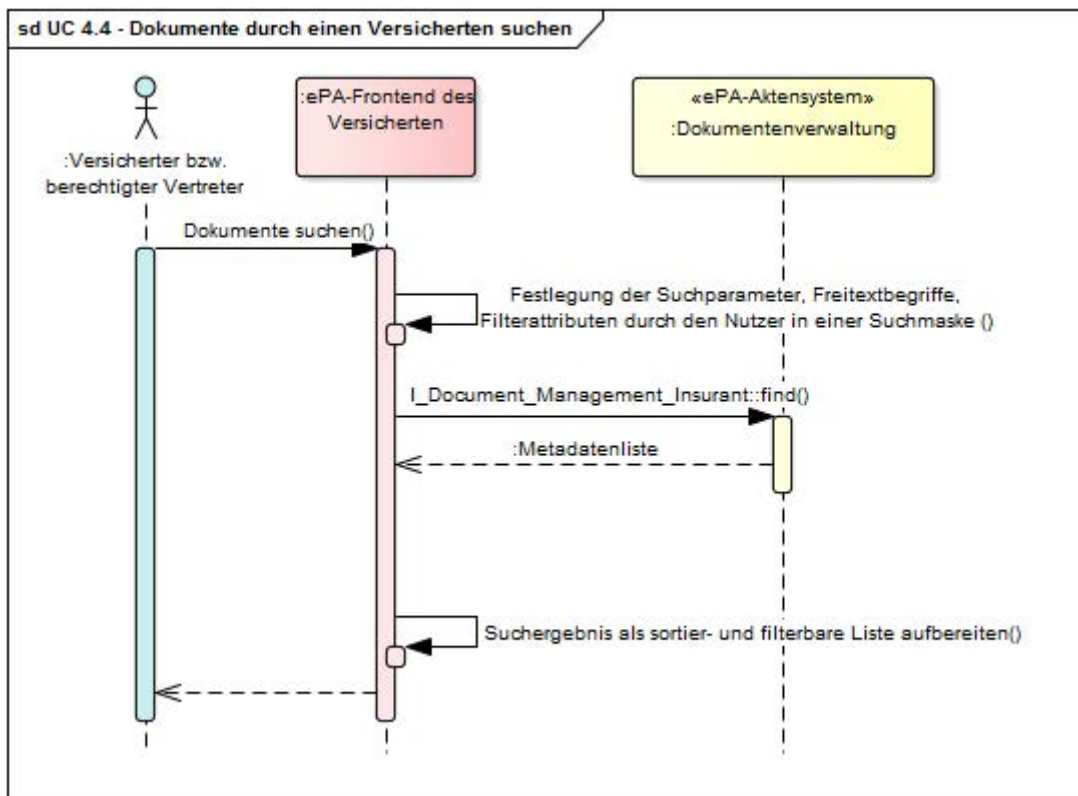 sd UC 4.4 - Dokumente durch einen Versicherten suchen
:Versicherter bzw.
berechtigter Vertreter
:ePA-Frontend des
Versicherten
«ePA-Aktensystem»
:Dokumentenverwaltung
Dokumente suchen()
Festlegung der Suchparameter, Freitextbegriffe,
Filterattributen durch den Nutzer in einer Suchmaske ()
I_Document_Management_Insurant::find()
:Metadatenliste
Suchergebnis als sortier- und filterbare Liste aufbereiten()